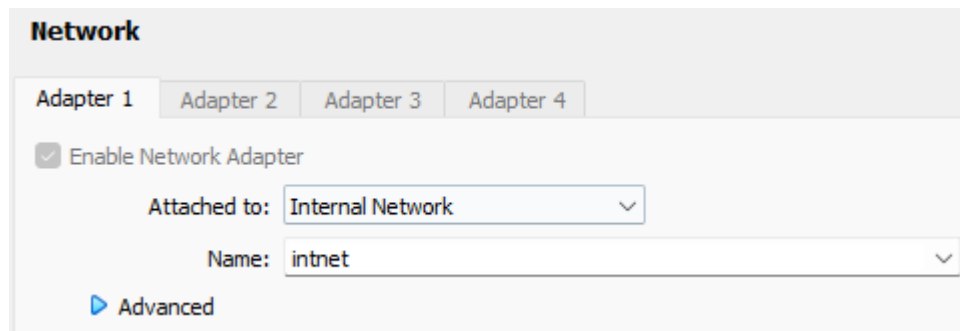 Network
Adapter 1 Adapter 2 Adapter 3 Adapter 4
Enable Network Adapter
Attached to: Internal Network
Name: intnet
Advanced